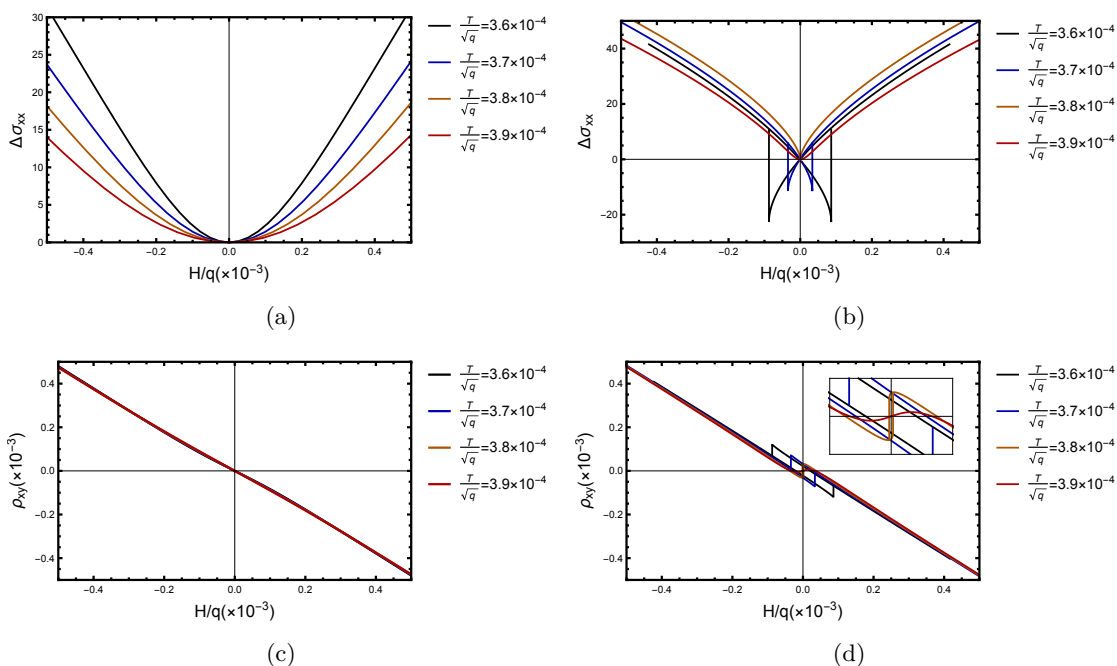 30
25
20
15
10
5
0
Δσxx
−0.4 −0.2 0.0 0.2 0.4
H/q(×10−3)
T/√q=3.6×10−4
T/√q=3.7×10−4
T/√q=3.8×10−4
T/√q=3.9×10−4
(a)
40
20
0
−20
Δσxx
−0.4 −0.2 0.0 0.2 0.4
H/q(×10−3)
T/√q=3.6×10−4
T/√q=3.7×10−4
T/√q=3.8×10−4
T/√q=3.9×10−4
(b)
0.4
0.2
0.0
−0.2
−0.4
ρxy(×10−3)
−0.4 −0.2 0.0 0.2 0.4
H/q(×10−3)
T/√q=3.6×10−4
T/√q=3.7×10−4
T/√q=3.8×10−4
T/√q=3.9×10−4
(c)
0.4
0.2
0.0
−0.2
−0.4
ρxy(×10−3)
−0.4 −0.2 0.0 0.2 0.4
H/q(×10−3)
T/√q=3.6×10−4
T/√q=3.7×10−4
T/√q=3.8×10−4
T/√q=3.9×10−4
(d)